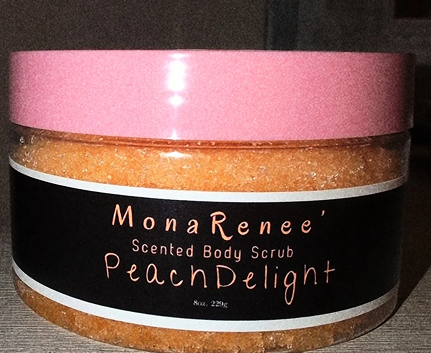 MonaRenee'
Scented Body Scrub
PeachDelight
8oz. 229g